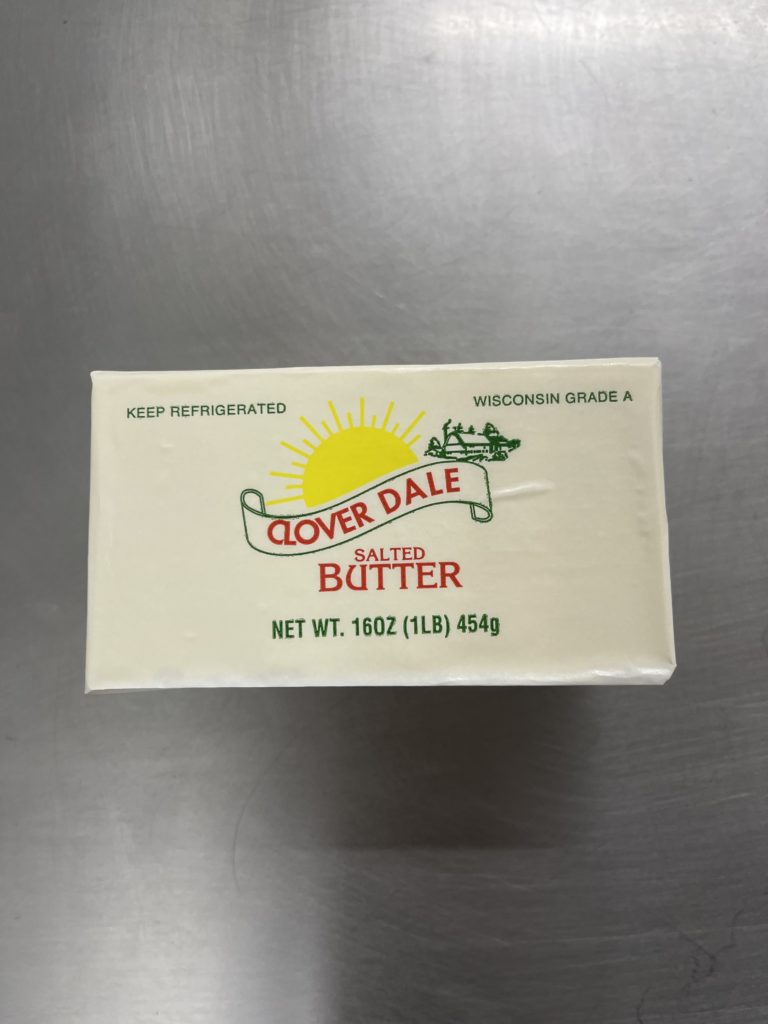 KEEP REFRIGERATED
WISCONSIN GRADE A
CLOVER DALE
SALTED
BUTTER
NET WT. 16OZ (1LB) 454g